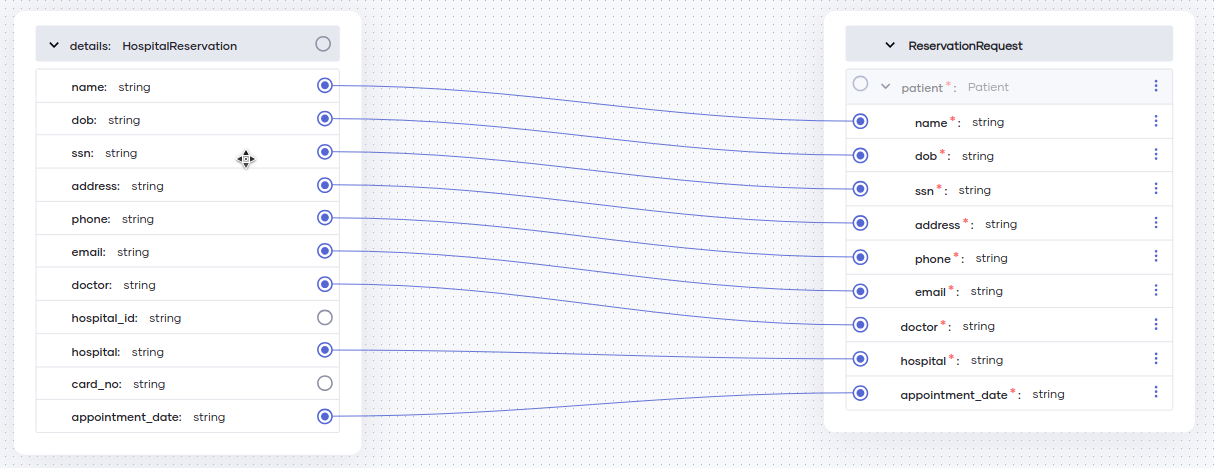 details: HospitalReservation
name: string
dob: string
ssn: string
address: string
phone: string
email: string
doctor: string
hospital_id: string
hospital: string
card_no: string
appointment_date: string
ReservationRequest
patient*: Patient
name*: string
dob*: string
ssn*: string
address*: string
phone*: string
email*: string
doctor*: string
hospital*: string
appointment_date*: string